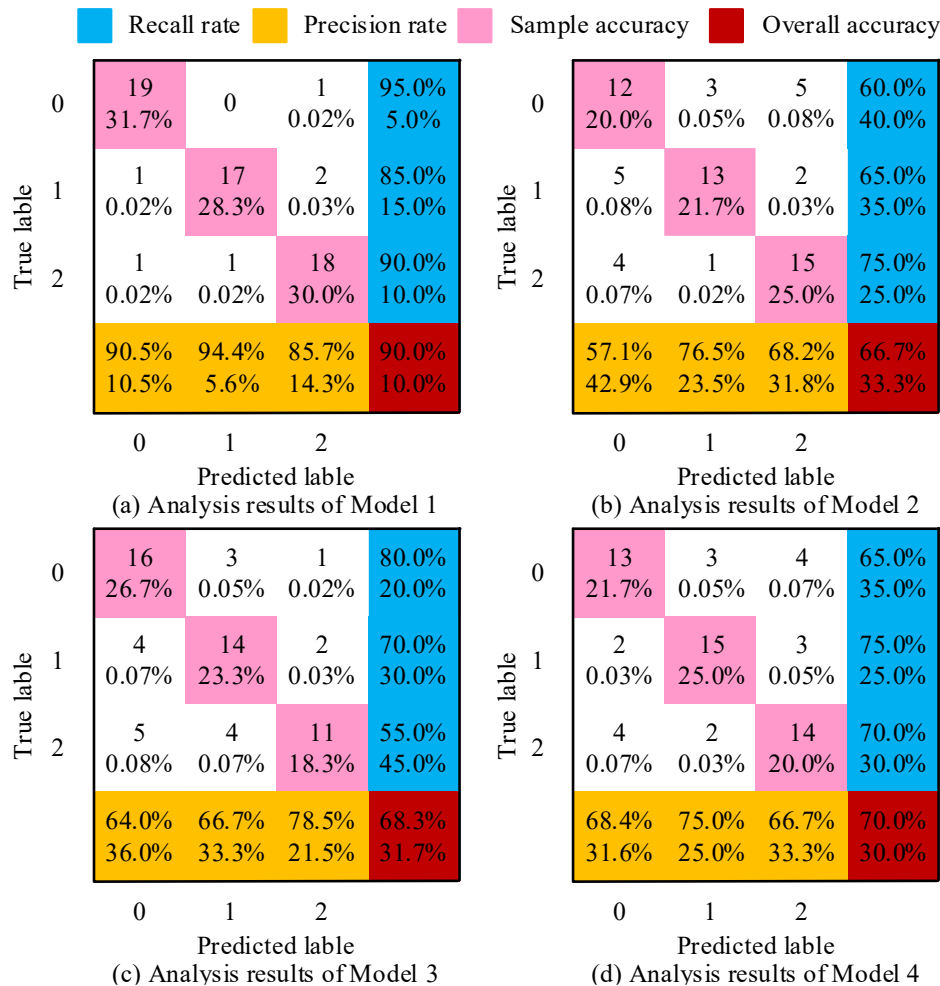 Recall rate Precision rate Sample accuracy Overall accuracy
True lable
0
19 0 1 95.0%
31.7% 0.02% 5.0%
1
1 17 2 85.0%
0.02% 28.3% 0.03% 15.0%
2
1 1 18 90.0%
0.02% 0.02% 30.0% 10.0%
90.5% 94.4% 85.7% 90.0%
10.5% 5.6% 14.3% 10.0%
0 1 2
Predicted lable
(a) Analysis results of Model 1
True lable
0
12 3 5 60.0%
20.0% 0.05% 0.08% 40.0%
1
5 13 2 65.0%
0.08% 21.7% 0.03% 35.0%
2
4 1 15 75.0%
0.07% 0.02% 25.0% 25.0%
57.1% 76.5% 68.2% 66.7%
42.9% 23.5% 31.8% 33.3%
0 1 2
Predicted lable
(b) Analysis results of Model 2
True lable
0
16 3 1 80.0%
26.7% 0.05% 0.02% 20.0%
1
4 14 2 70.0%
0.07% 23.3% 0.03% 30.0%
2
5 4 11 55.0%
0.08% 0.07% 18.3% 45.0%
64.0% 66.7% 78.5% 68.3%
36.0% 33.3% 21.5% 31.7%
0 1 2
Predicted lable
(c) Analysis results of Model 3
True lable
0
13 3 4 65.0%
21.7% 0.05% 0.07% 35.0%
1
2 15 3 75.0%
0.03% 25.0% 0.05% 25.0%
2
4 2 14 70.0%
0.07% 0.03% 20.0% 30.0%
68.4% 75.0% 66.7% 70.0%
31.6% 25.0% 33.3% 30.0%
0 1 2
Predicted lable
(d) Analysis results of Model 4